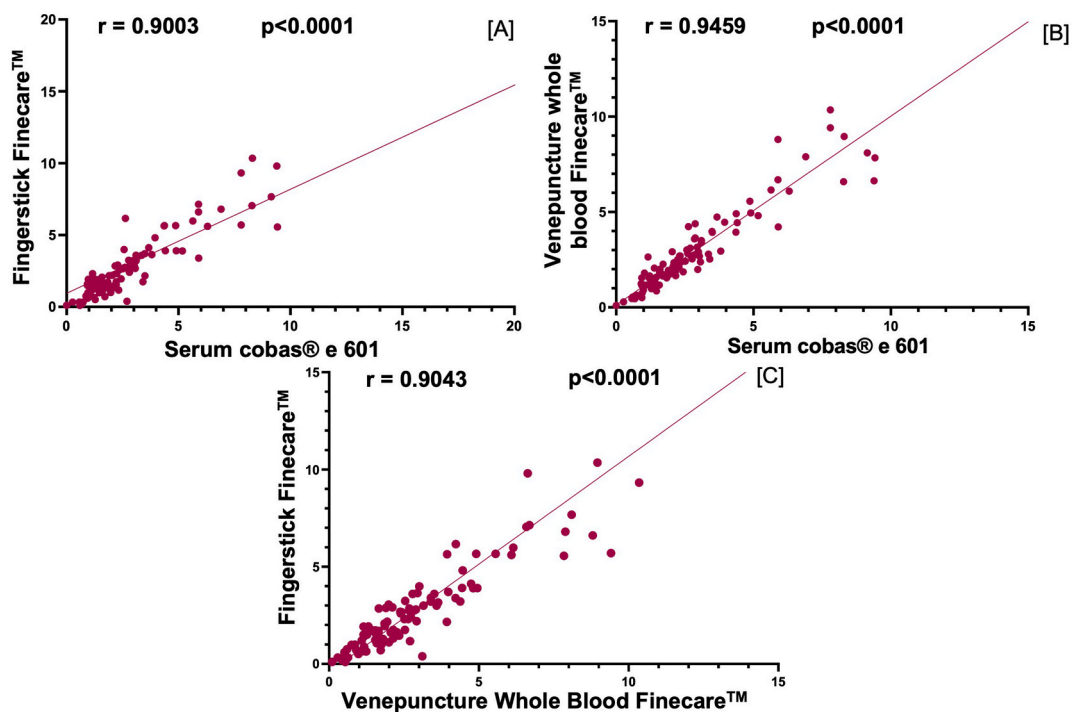 r = 0.9003 p<0.0001 [A]
Fingerstick Finecare™
20
15
10
5
0
0 5 10 15 20
Serum cobas® e 601
r = 0.9459 p<0.0001 [B]
Venepuncture whole
blood Finecare™
15
10
5
0
0 5 10 15
Serum cobas® e 601
r = 0.9043 p<0.0001 [C]
Fingerstick Finecare™
15
10
5
0
0 5 10 15
Venepuncture Whole Blood Finecare™